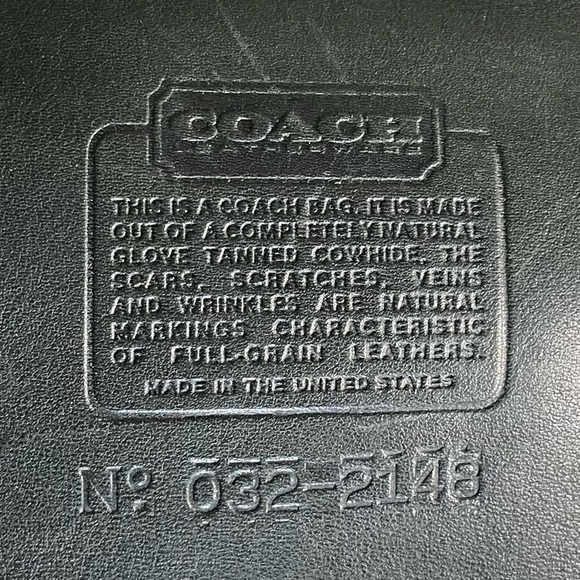 COACH
THIS IS A COACH BAG. IT IS MADE
OUT OF A COMPLETELY NATURAL
GLOVE TANNED COWHIDE. THE
SCARS, SCRATCHES, VEINS
AND WRINKLES ARE NATURAL
MARKINGS CHARACTERISTIC
OF FULL-GRAIN LEATHERS.
MADE IN THE UNITED STATES
Nº: 032-2148